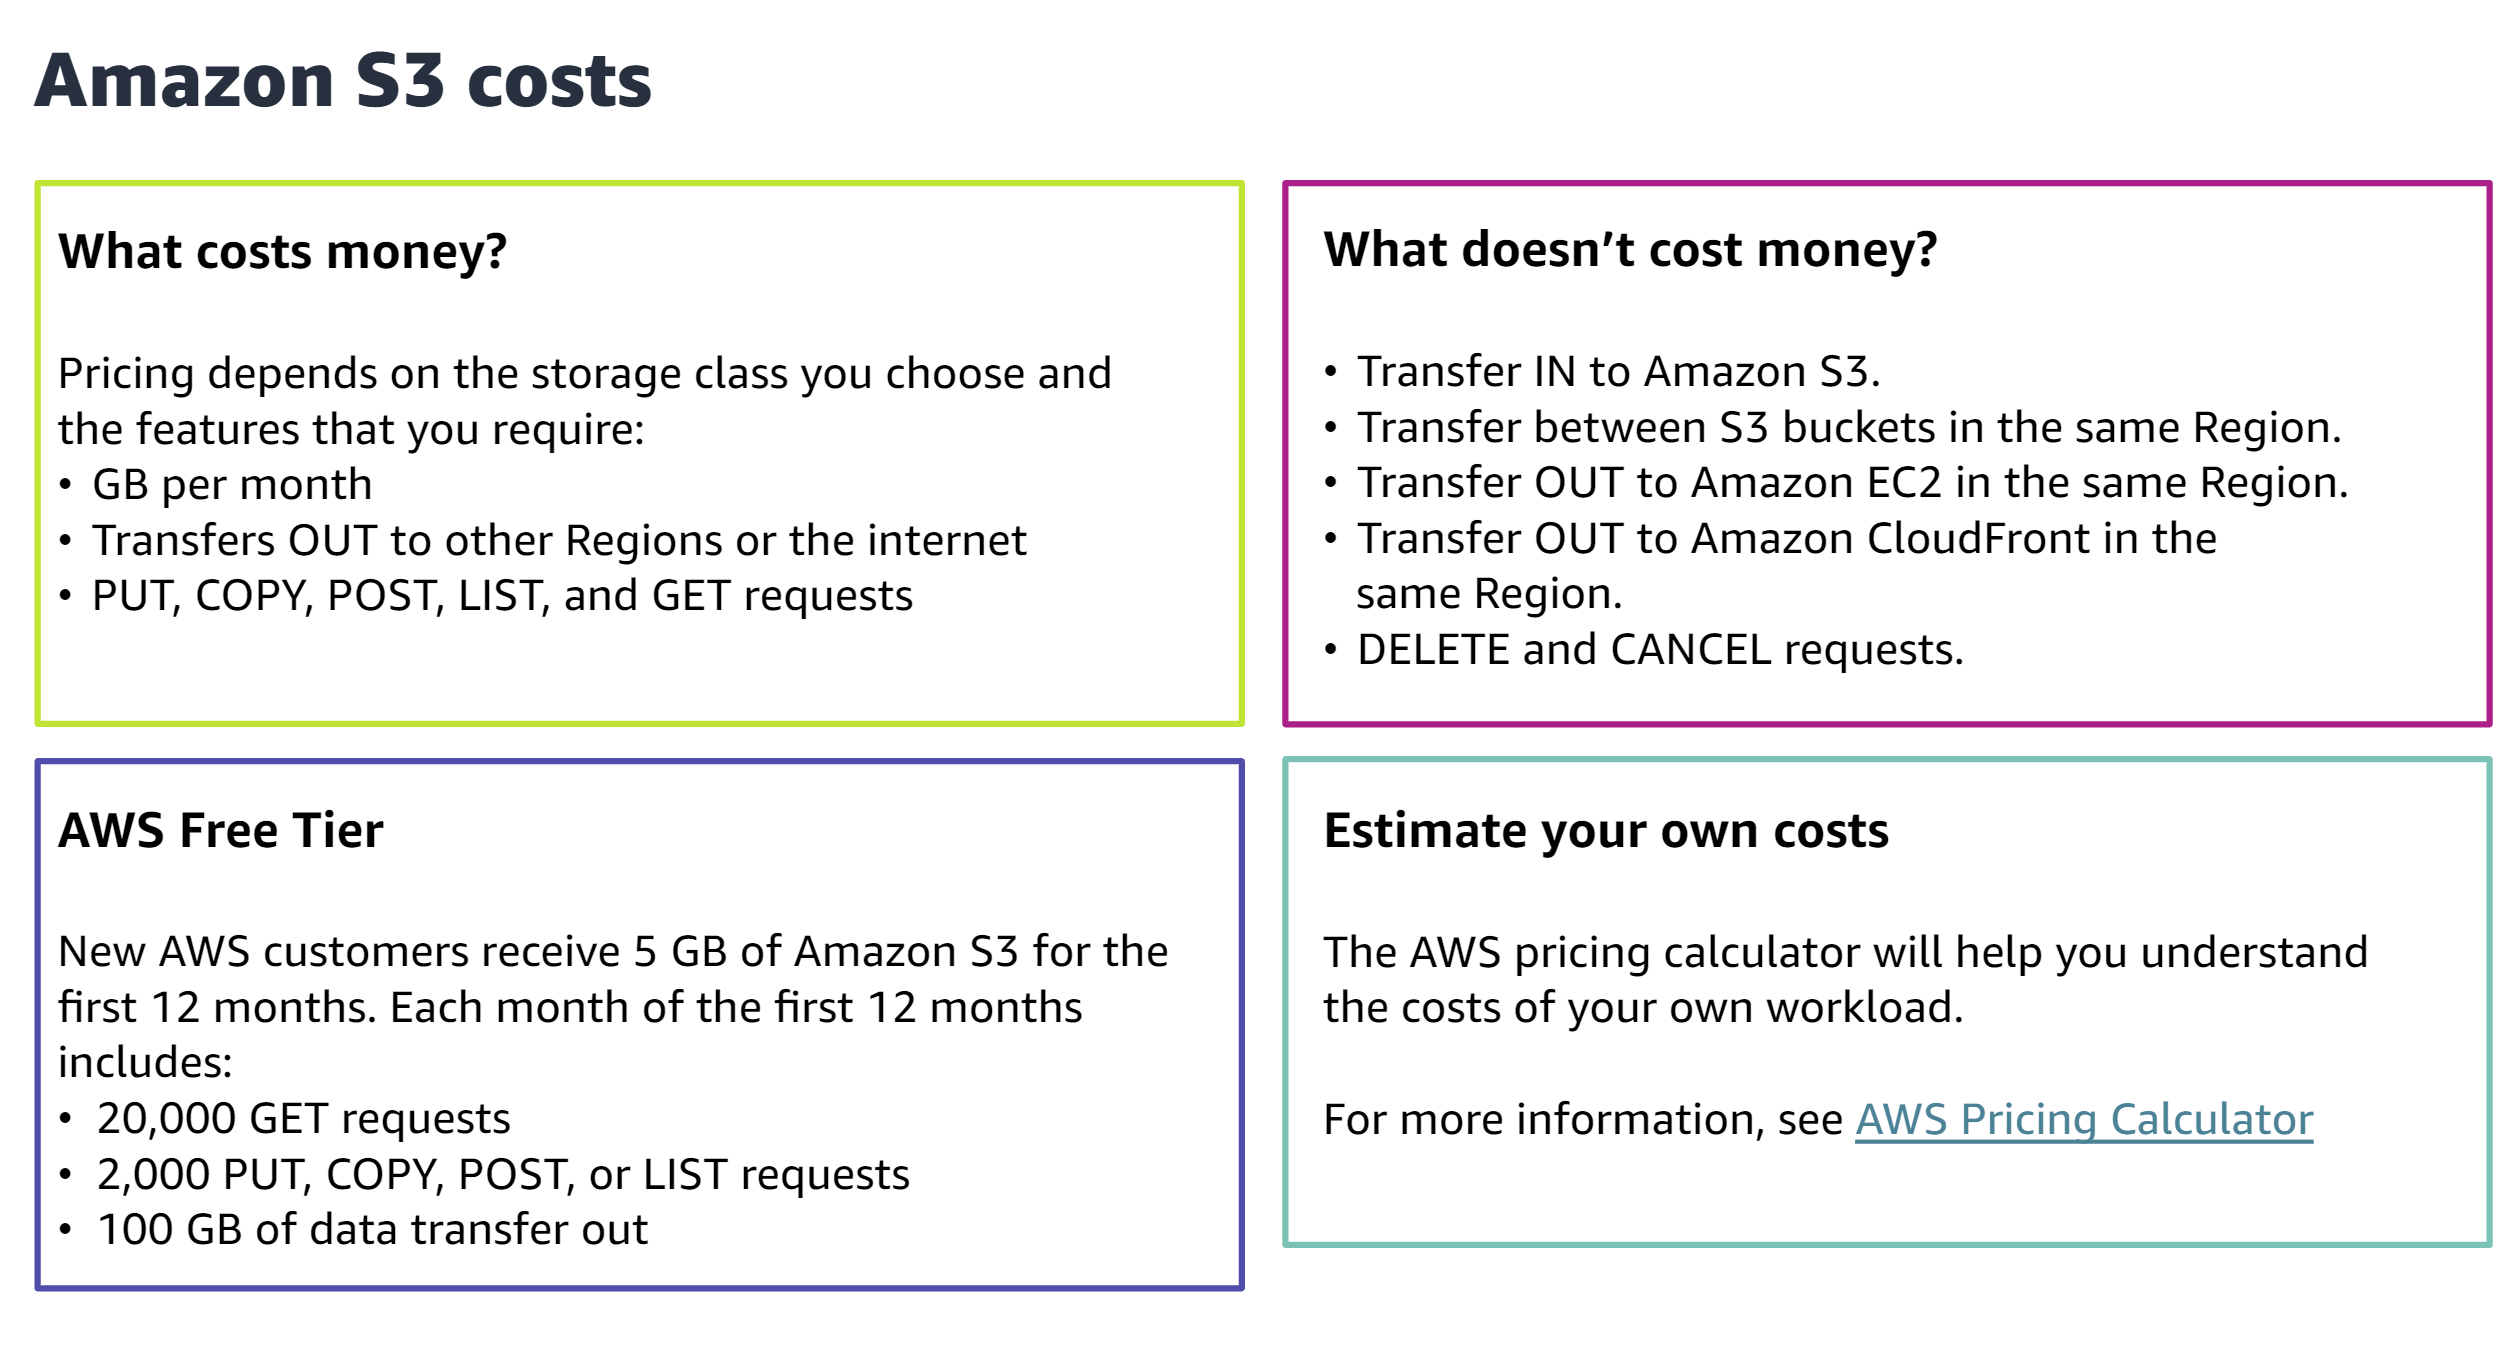 Amazon S3 costs
What costs money?
Pricing depends on the storage class you choose and
the features that you require:
• GB per month
• Transfers OUT to other Regions or the internet
• PUT, COPY, POST, LIST, and GET requests
What doesn’t cost money?
• Transfer IN to Amazon S3.
• Transfer between S3 buckets in the same Region.
• Transfer OUT to Amazon EC2 in the same Region.
• Transfer OUT to Amazon CloudFront in the
same Region.
• DELETE and CANCEL requests.
AWS Free Tier
New AWS customers receive 5 GB of Amazon S3 for the
first 12 months. Each month of the first 12 months
includes:
• 20,000 GET requests
• 2,000 PUT, COPY, POST, or LIST requests
• 100 GB of data transfer out
Estimate your own costs
The AWS pricing calculator will help you understand
the costs of your own workload.
For more information, see AWS Pricing Calculator